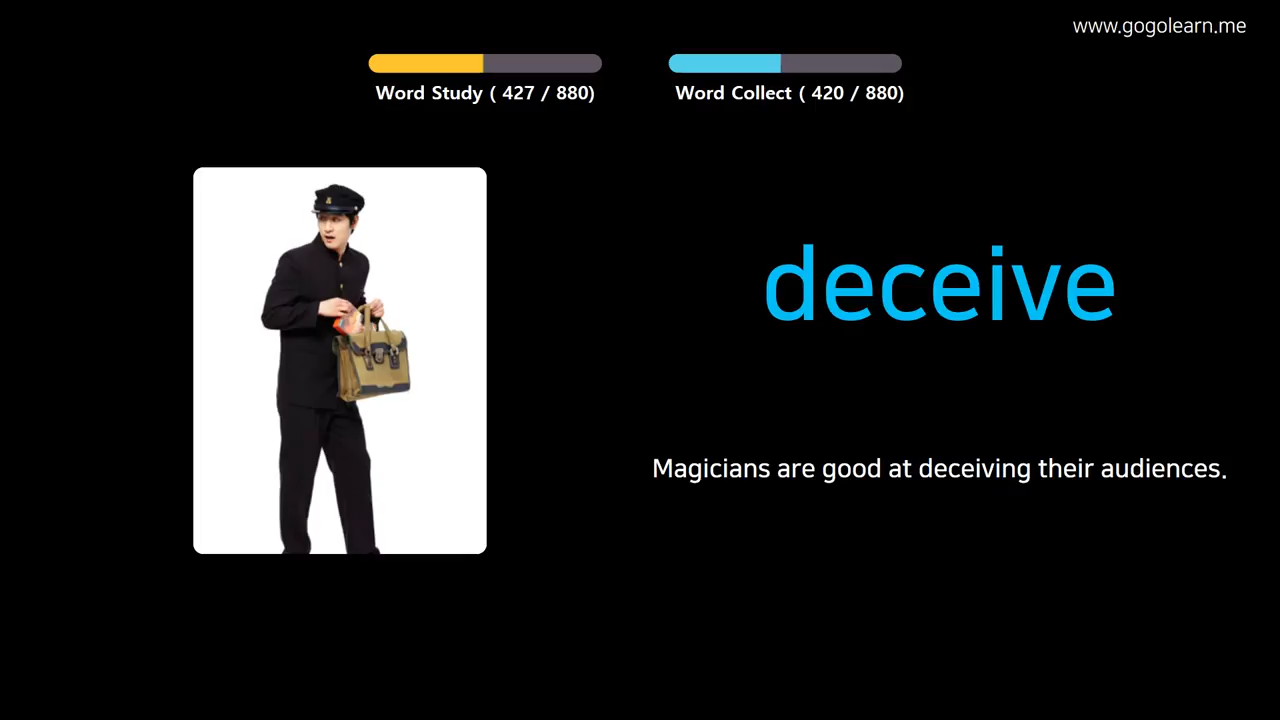 www.gogolearn.me
Word Study ( 427 / 880)
Word Collect ( 420 / 880)
deceive
Magicians are good at deceiving their audiences.